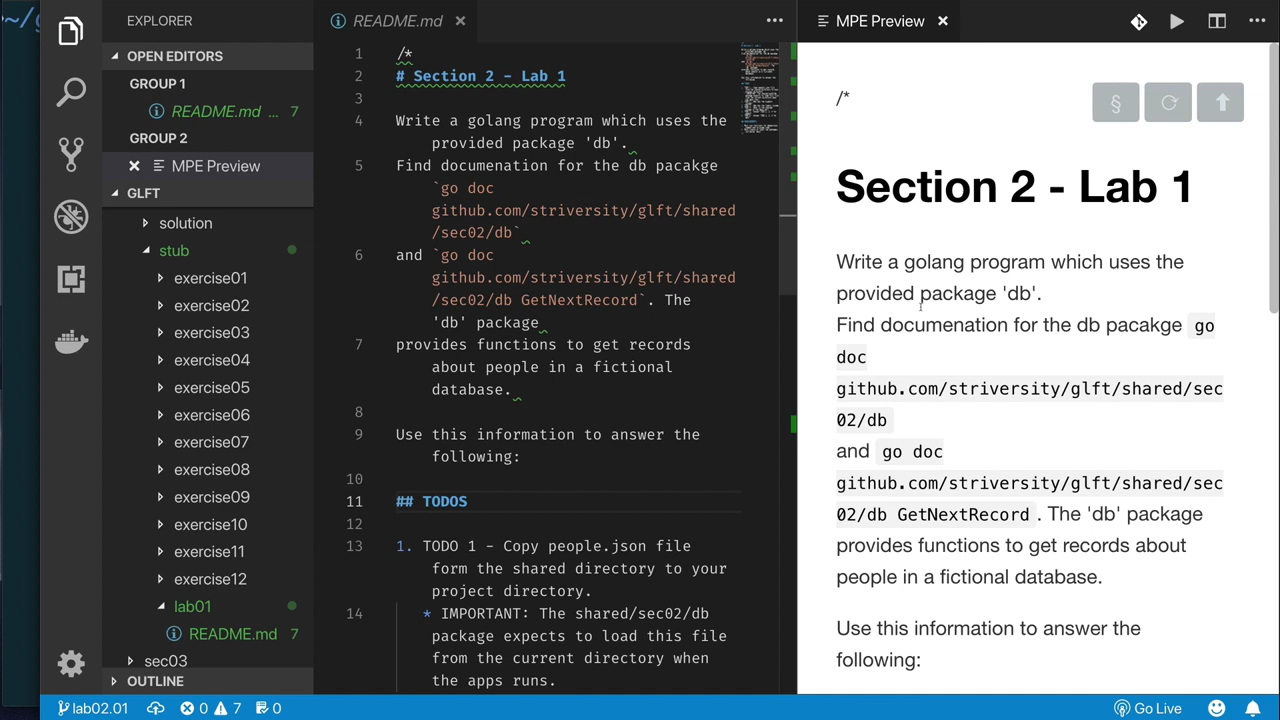 ~/g
EXPLORER
OPEN EDITORS
GROUP 1
README.md ... 7
GROUP 2
MPE Preview
GLFT
solution
stub
exercise01
exercise02
exercise03
exercise04
exercise05
exercise06
exercise07
exercise08
exercise09
exercise10
exercise11
exercise12
lab01
README.md 7
sec03
OUTLINE
README.md
1 /*
2 # Section 2 - Lab 1
3
4 Write a golang program which uses the
provided package 'db'.
5 Find documenation for the db pacakge
`go doc
github.com/striversity/glft/shared
/sec02/db`
6 and `go doc
github.com/striversity/glft/shared
/sec02/db GetNextRecord`. The
'db' package
7 provides functions to get records
about people in a fictional
database.
8
9 Use this information to answer the
following:
10
11 ## TODOS
12
13 1. TODO 1 - Copy people.json file
form the shared directory to your
project directory.
14 * IMPORTANT: The shared/sec02/db
package expects to load this file
from the current directory when
the apps runs.
MPE Preview
/*
§
Section 2 - Lab 1
Write a golang program which uses the
provided package 'db'.
Find documenation for the db pacakge go
doc
github.com/striversity/glft/shared/sec
02/db
and go doc
github.com/striversity/glft/shared/sec
02/db GetNextRecord . The 'db' package
provides functions to get records about
people in a fictional database.
Use this information to answer the
following:
lab02.01 0 7 0 Go Live